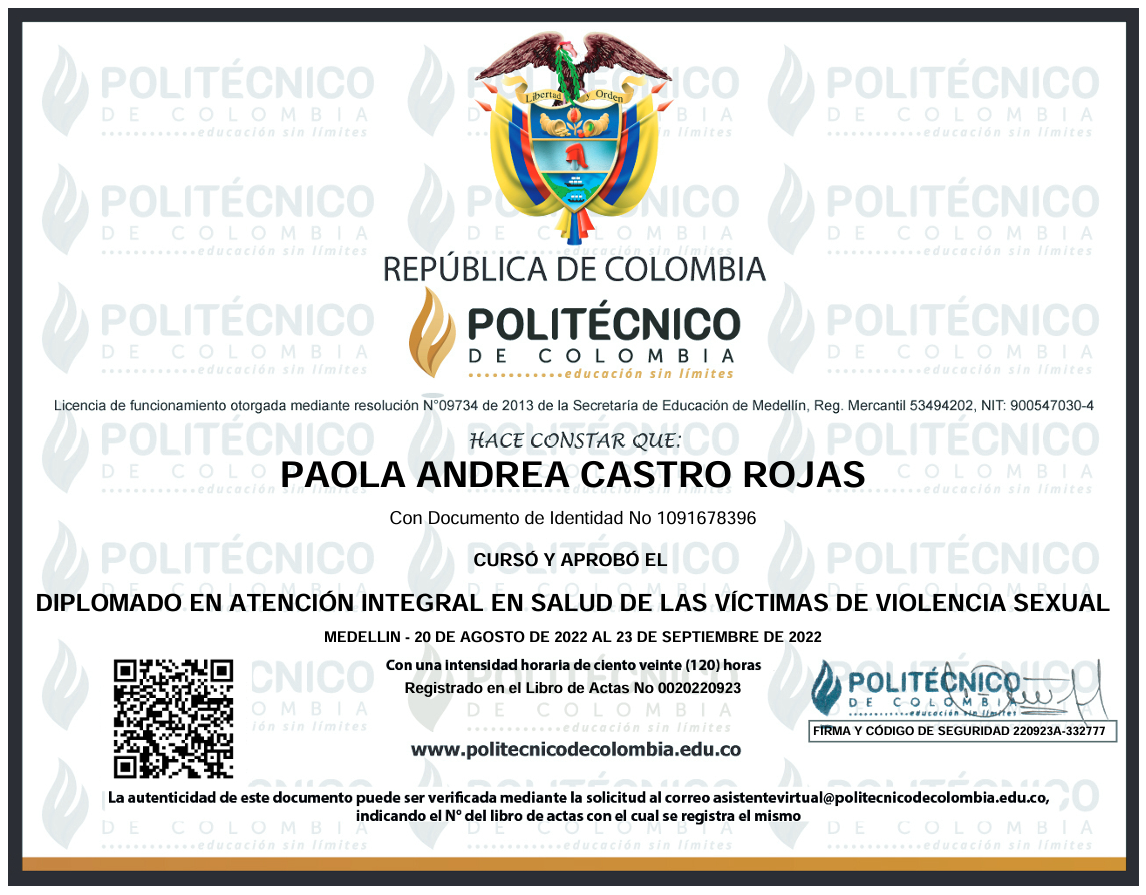 Libertad y Orden
REPÚBLICA DE COLOMBIA
POLITÉCNICO
DE COLOMBIA
educación sin límites
Licencia de funcionamiento otorgada mediante resolución N°09734 de 2013 de la Secretaría de Educación de Medellín, Reg. Mercantil 53494202, NIT: 900547030-4
HACE CONSTAR QUE:
PAOLA ANDREA CASTRO ROJAS
Con Documento de Identidad No 1091678396
CURSÓ Y APROBÓ EL
DIPLOMADO EN ATENCIÓN INTEGRAL EN SALUD DE LAS VÍCTIMAS DE VIOLENCIA SEXUAL
MEDELLIN - 20 DE AGOSTO DE 2022 AL 23 DE SEPTIEMBRE DE 2022
Con una intensidad horaria de ciento veinte (120) horas
Registrado en el Libro de Actas No 0020220923
POLITÉCNICO
DE COLOMBIA
educación sin límites
FIRMA Y CÓDIGO DE SEGURIDAD 220923A-332777
www.politecnicodecolombia.edu.co
La autenticidad de este documento puede ser verificada mediante la solicitud al correo asistentevirtual@politecnicodecolombia.edu.co,
indicando el N° del libro de actas con el cual se registra el mismo